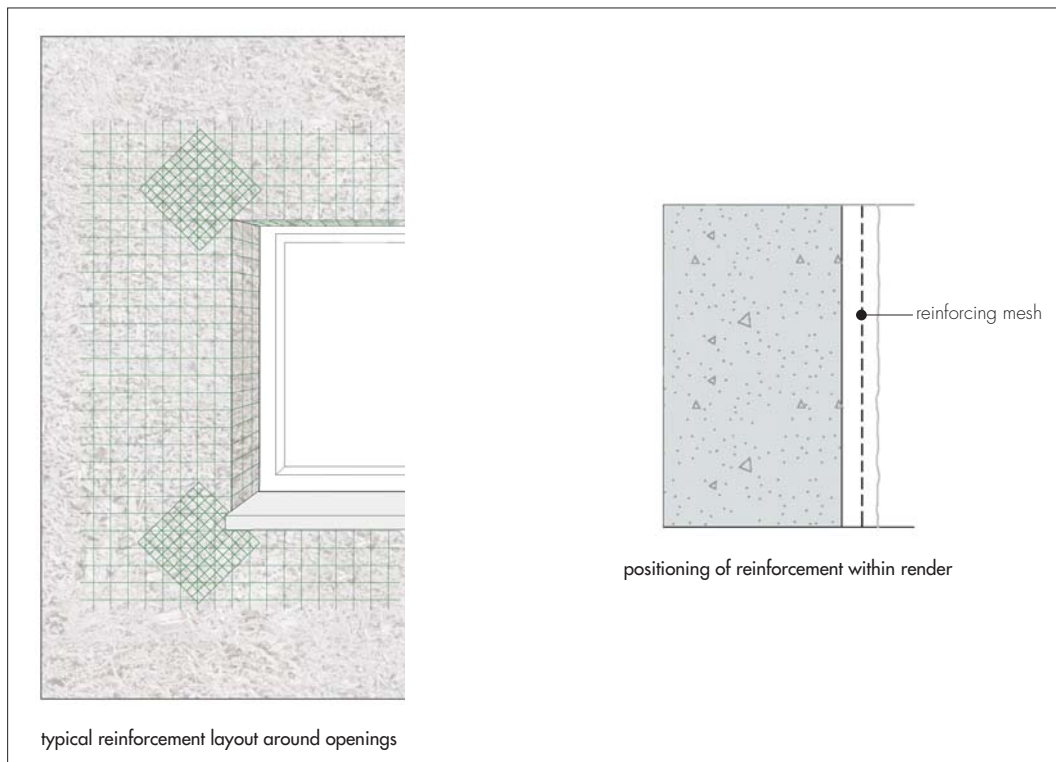 reinforcing mesh
positioning of reinforcement within render
typical reinforcement layout around openings